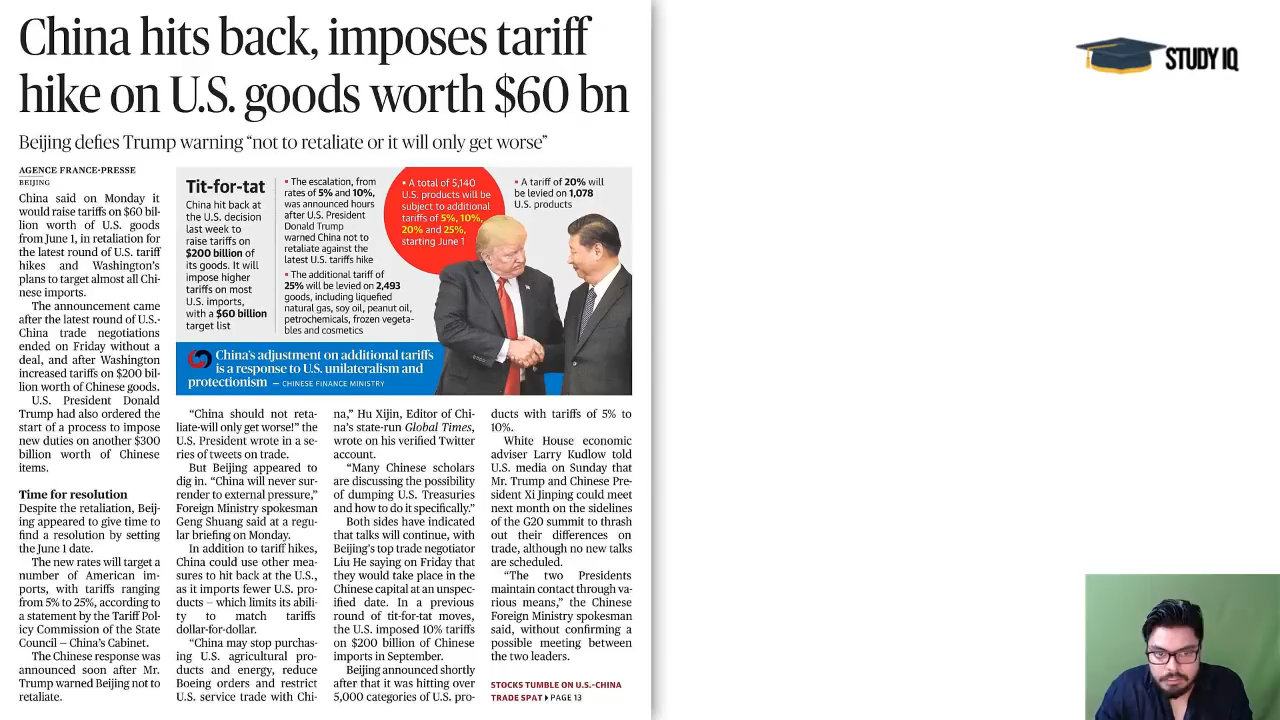 China hits back, imposes tariff
hike on U.S. goods worth $60 bn
Beijing defies Trump warning “not to retaliate or it will only get worse”
AGENCE FRANCE-PRESSE
BEIJING
China said on Monday it
would raise tariffs on $60 bil-
lion worth of U.S. goods
from June 1, in retaliation for
the latest round of U.S. tariff
hikes and Washington’s
plans to target almost all Chi-
nese imports.
The announcement came
after the latest round of U.S.-
China trade negotiations
ended on Friday without a
deal, and after Washington
increased tariffs on $200 bil-
lion worth of Chinese goods.
U.S. President Donald
Trump had also ordered the
start of a process to impose
new duties on another $300
billion worth of Chinese
items.
Time for resolution
Despite the retaliation, Beij-
ing appeared to give time to
find a resolution by setting
the June 1 date.
The new rates will target a
number of American im-
ports, with tariffs ranging
from 5% to 25%, according to
a statement by the Tariff Pol-
icy Commission of the State
Council – China’s Cabinet.
The Chinese response was
announced soon after Mr.
Trump warned Beijing not to
retaliate.
Tit-for-tat
China hit back at
the U.S. decision
last week to
raise tariffs on
$200 billion of
its goods. It will
impose higher
tariffs on most
U.S. imports,
with a $60 billion
target list
• The escalation, from
rates of 5% and 10%,
was announced hours
after U.S. President
Donald Trump
warned China not to
retaliate against the
latest U.S. tariffs hike
• The additional tariff of
25% will be levied on 2,493
goods, including liquefied
natural gas, soy oil, peanut oil,
petrochemicals, frozen vegeta-
bles and cosmetics
• A total of 5,140
U.S. products will be
subject to additional
tariffs of 5%, 10%,
20% and 25%,
starting June 1
• A tariff of 20% will
be levied on 1,078
U.S. products
China’s adjustment on additional tariffs
is a response to U.S. unilateralism and
protectionism – CHINESE FINANCE MINISTRY
“China should not reta-
liate-will only get worse!” the
U.S. President wrote in a se-
ries of tweets on trade.
But Beijing appeared to
dig in. “China will never sur-
render to external pressure,”
Foreign Ministry spokesman
Geng Shuang said at a regu-
lar briefing on Monday.
In addition to tariff hikes,
China could use other mea-
sures to hit back at the U.S.,
as it imports fewer U.S. pro-
ducts – which limits its abili-
ty to match tariffs
dollar-for-dollar.
“China may stop purchas-
ing U.S. agricultural pro-
ducts and energy, reduce
Boeing orders and restrict
U.S. service trade with Chi-
na,” Hu Xijin, Editor of Chi-
na’s state-run Global Times,
wrote on his verified Twitter
account.
“Many Chinese scholars
are discussing the possibility
of dumping U.S. Treasuries
and how to do it specifically.”
Both sides have indicated
that talks will continue, with
Beijing’s top trade negotiator
Liu He saying on Friday that
they would take place in the
Chinese capital at an unspec-
ified date. In a previous
round of tit-for-tat moves,
the U.S. imposed 10% tariffs
on $200 billion of Chinese
imports in September.
Beijing announced shortly
after that it was hitting over
5,000 categories of U.S. pro-
ducts with tariffs of 5% to
10%.
White House economic
adviser Larry Kudlow told
U.S. media on Sunday that
Mr. Trump and Chinese Pre-
sident Xi Jinping could meet
next month on the sidelines
of the G20 summit to thrash
out their differences on
trade, although no new talks
are scheduled.
“The two Presidents
maintain contact through va-
rious means,” the Chinese
Foreign Ministry spokesman
said, without confirming a
possible meeting between
the two leaders.
STOCKS TUMBLE ON U.S.-CHINA
TRADE SPAT ▸ PAGE 13
STUDY IQ